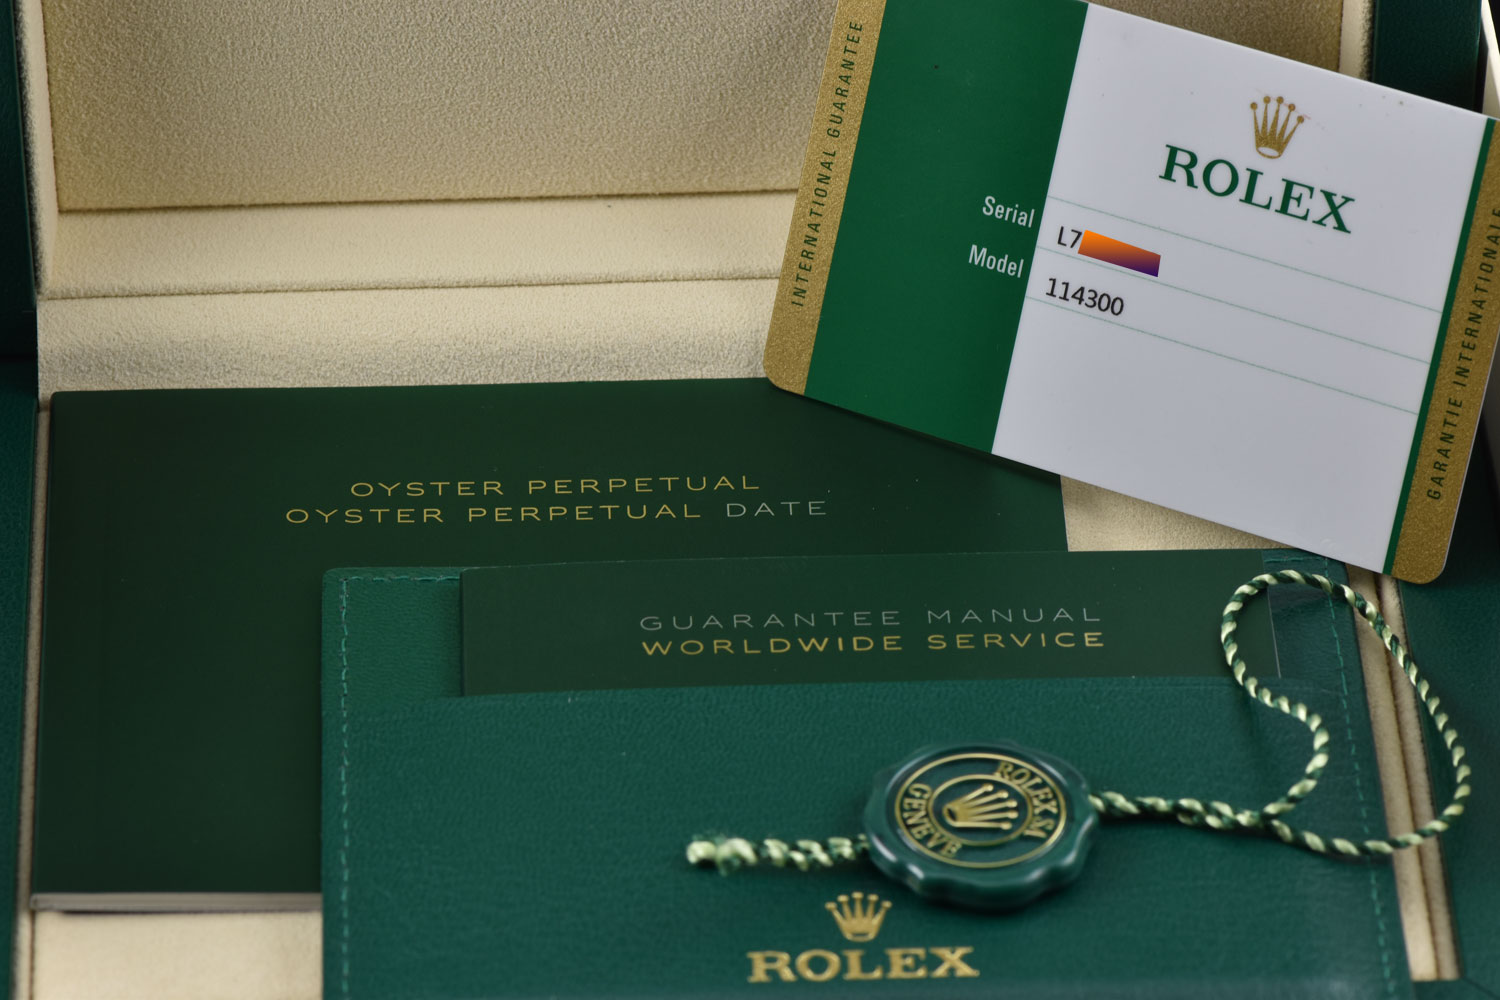 INTERNATIONAL GUARANTEE
ROLEX
Serial
L7
Model
114300
GARANTIE INTERNATIONALE
OYSTER PERPETUAL
OYSTER PERPETUAL DATE
GUARANTEE MANUAL
WORLDWIDE SERVICE
ROLEX SA
GENEVE
ROLEX